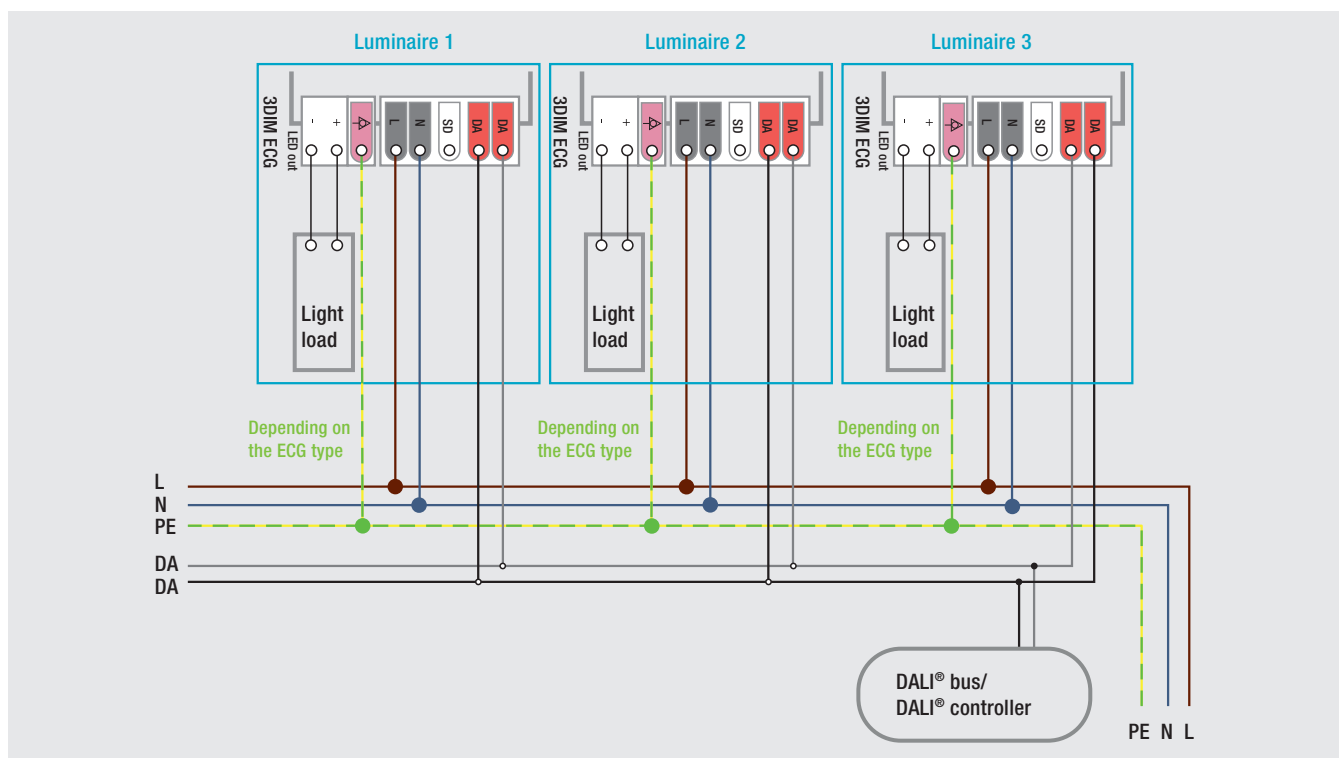 Luminaire 1
Luminaire 2
Luminaire 3
3DIM ECG
LED out
-
+
L
N
SD
DA
DA
3DIM ECG
LED out
-
+
L
N
SD
DA
DA
3DIM ECG
LED out
-
+
L
N
SD
DA
DA
Light
load
Light
load
Light
load
Depending on
the ECG type
Depending on
the ECG type
Depending on
the ECG type
L
N
PE
DA
DA
DALI® bus/
DALI® controller
PE N L